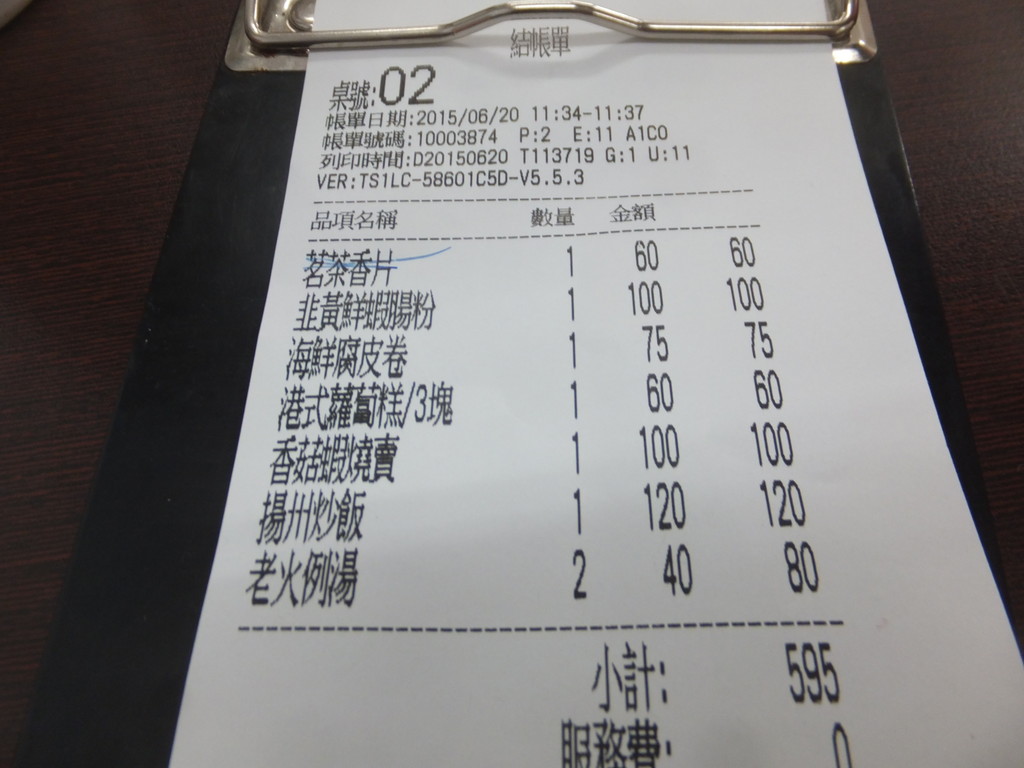 結帳單
桌號:02
帳單日期:2015/06/20 11:34-11:37
帳單號碼:10003874 P:2 E:11 A1C0
列印時間:D20150620 T113719 G:1 U:11
VER:TS1LC-58601C5D-V5.5.3
品項名稱 數量 金額
茗茶香片 1 60 60
韭黃鮮蝦腸粉 1 100 100
海鮮腐皮卷 1 75 75
港式蘿蔔糕/3塊 1 60 60
香菇蝦燒賣 1 100 100
揚州炒飯 1 120 120
老火例湯 2 40 80
小計: 595
服務費: 0